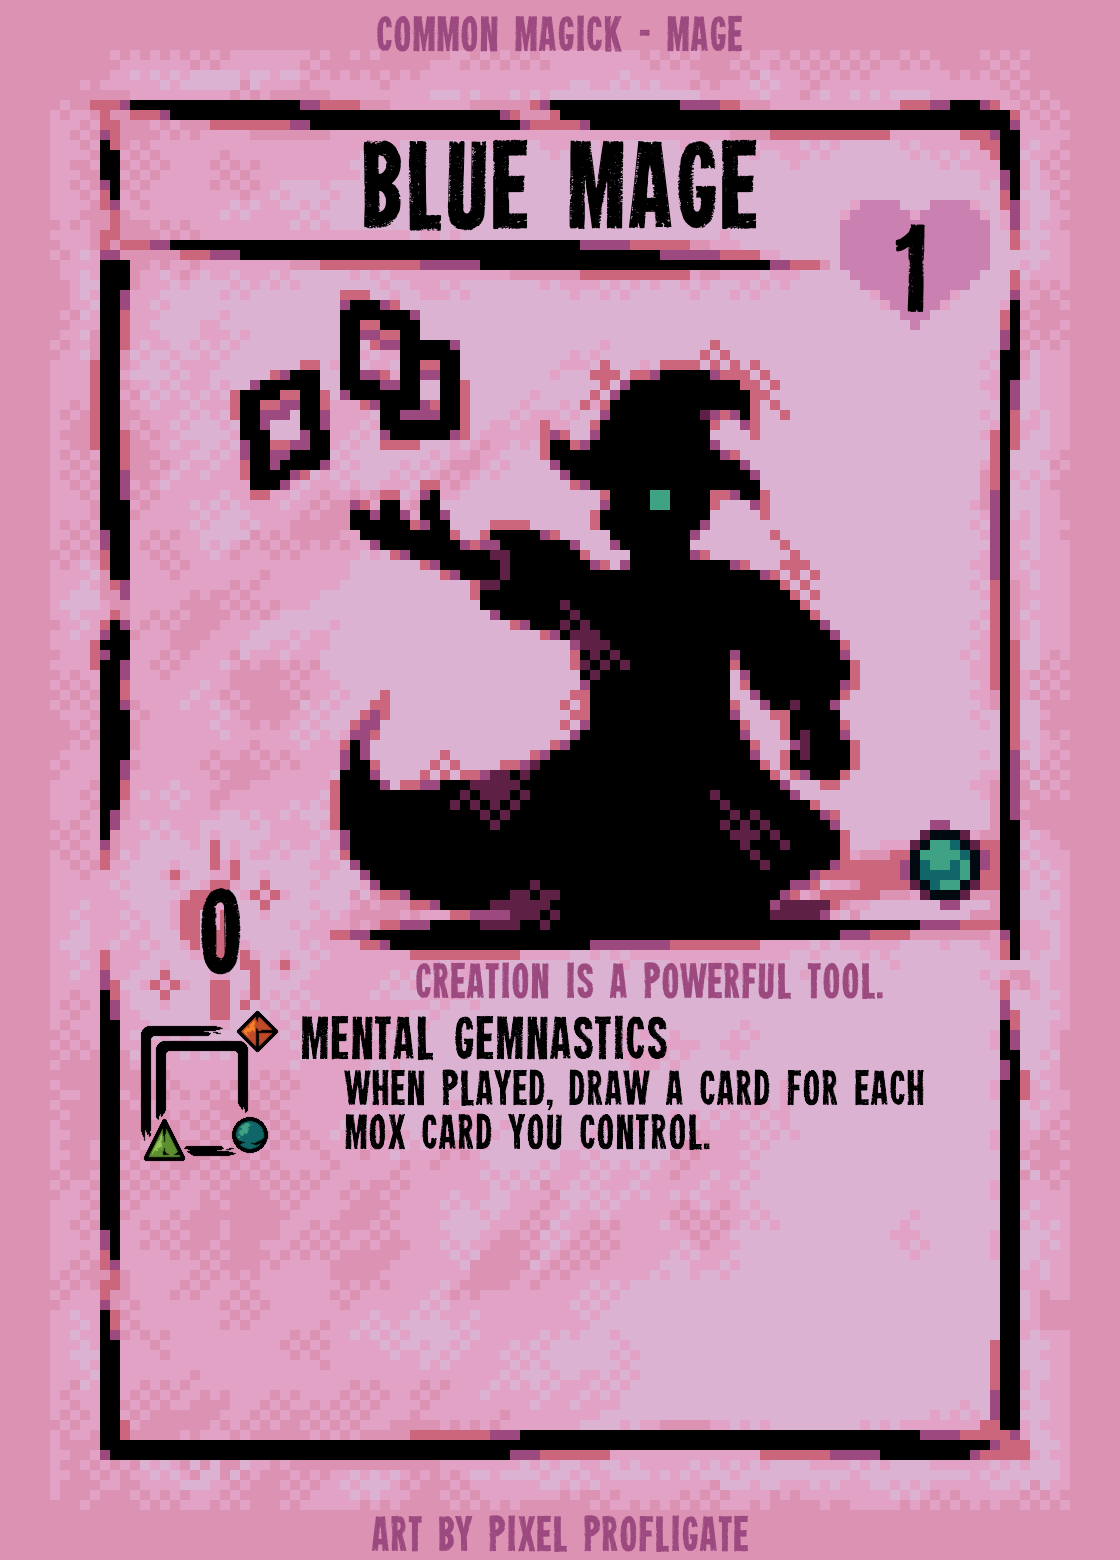 COMMON MAGICK - MAGE
BLUE MAGE
1
0
CREATION IS A POWERFUL TOOL.
MENTAL GEMNASTICS
WHEN PLAYED, DRAW A CARD FOR EACH
MOX CARD YOU CONTROL.
ART BY PIXEL PROFLIGATE